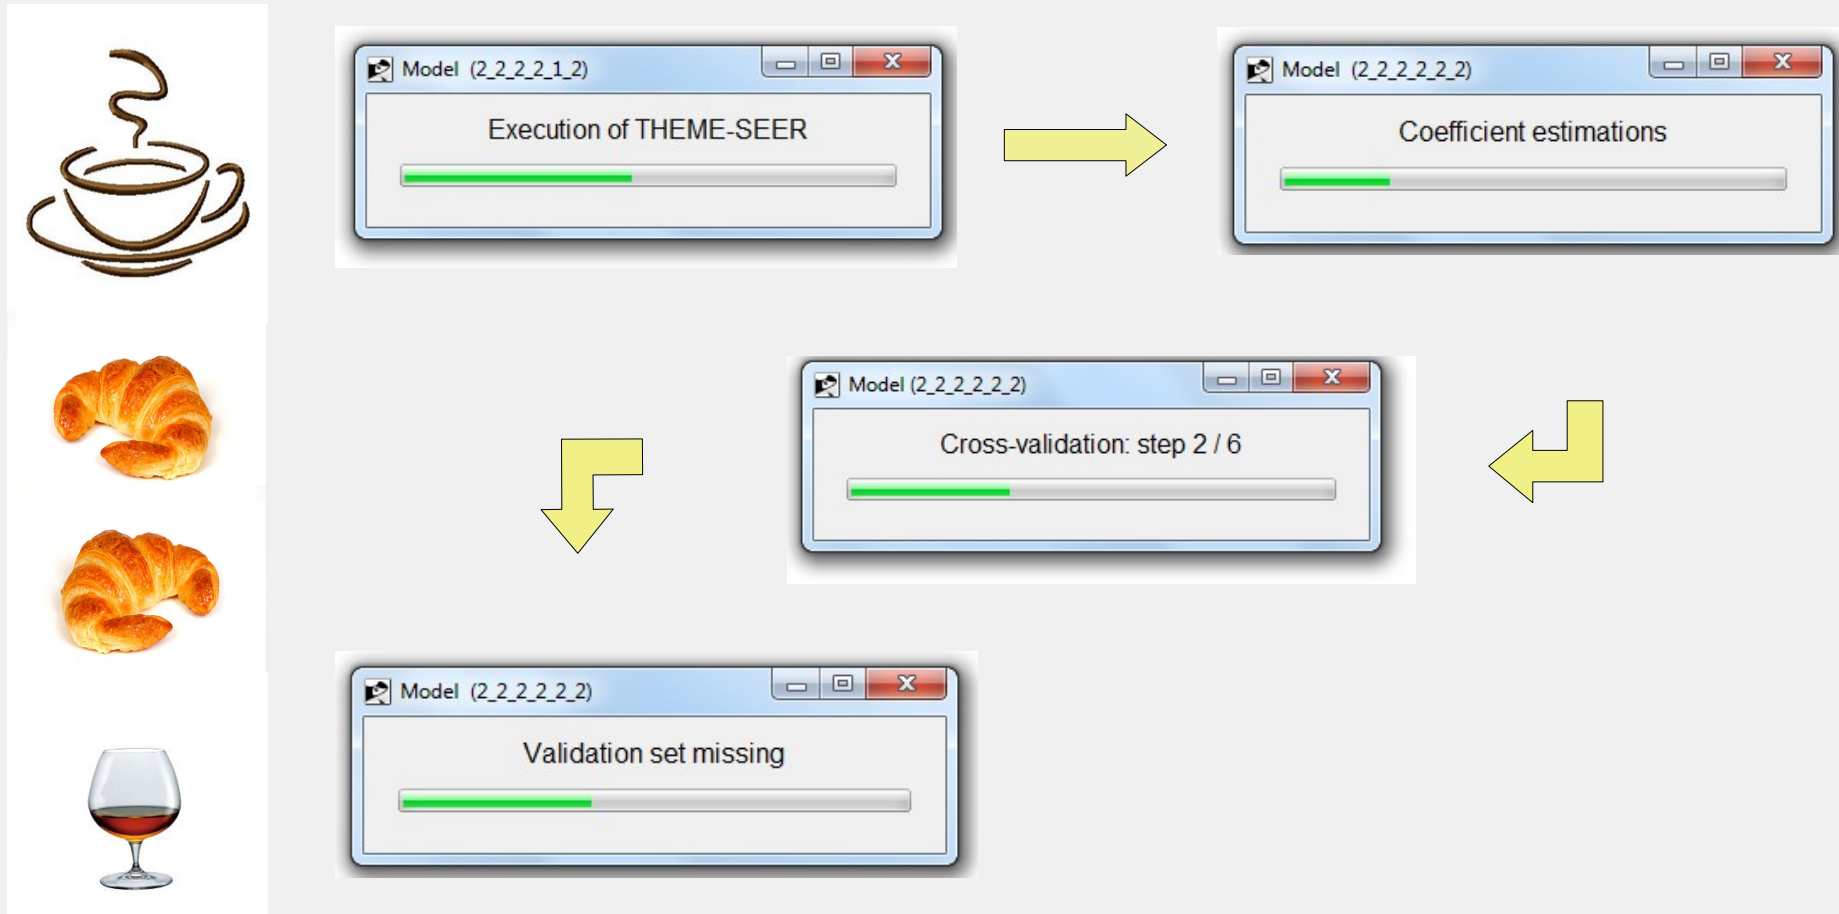 Model (2_2_2_2_1_2)
Execution of THEME-SEER
Model (2_2_2_2_2_2)
Coefficient estimations
Model (2_2_2_2_2_2)
Cross-validation: step 2 / 6
Model (2_2_2_2_2_2)
Validation set missing